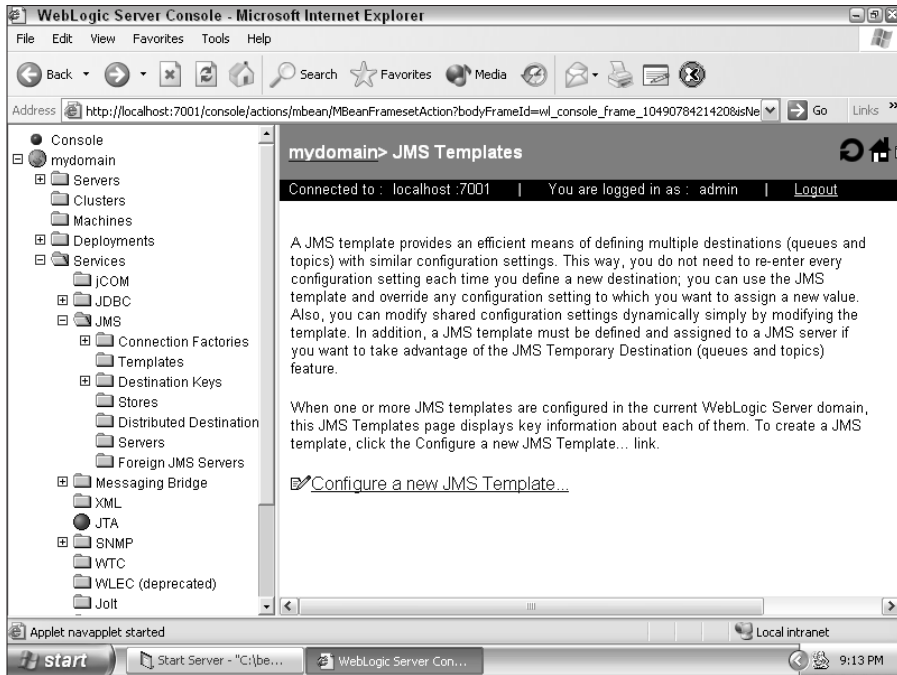 WebLogic Server Console - Microsoft Internet Explorer
File Edit View Favorites Tools Help
Back Search Favorites Media
Address http://localhost:7001/console/actions/mbean/MBeanFramesetAction?bodyFrameId=wl_console_frame_1049078421420&isNe Go Links »
Console
mydomain
Servers
Clusters
Machines
Deployments
Services
jCOM
JDBC
JMS
Connection Factories
Templates
Destination Keys
Stores
Distributed Destination
Servers
Foreign JMS Servers
Messaging Bridge
XML
JTA
SNMP
WTC
WLEC (deprecated)
Jolt
mydomain> JMS Templates
Connected to : localhost :7001 | You are logged in as : admin | Logout
A JMS template provides an efficient means of defining multiple destinations (queues and
topics) with similar configuration settings. This way, you do not need to re-enter every
configuration setting each time you define a new destination; you can use the JMS
template and override any configuration setting to which you want to assign a new value.
Also, you can modify shared configuration settings dynamically simply by modifying the
template. In addition, a JMS template must be defined and assigned to a JMS server if
you want to take advantage of the JMS Temporary Destination (queues and topics)
feature.
When one or more JMS templates are configured in the current WebLogic Server domain,
this JMS Templates page displays key information about each of them. To create a JMS
template, click the Configure a new JMS Template... link.
Configure a new JMS Template...
Applet navapplet started Local intranet
start Start Server - "C:\be... WebLogic Server Con... 9:13 PM